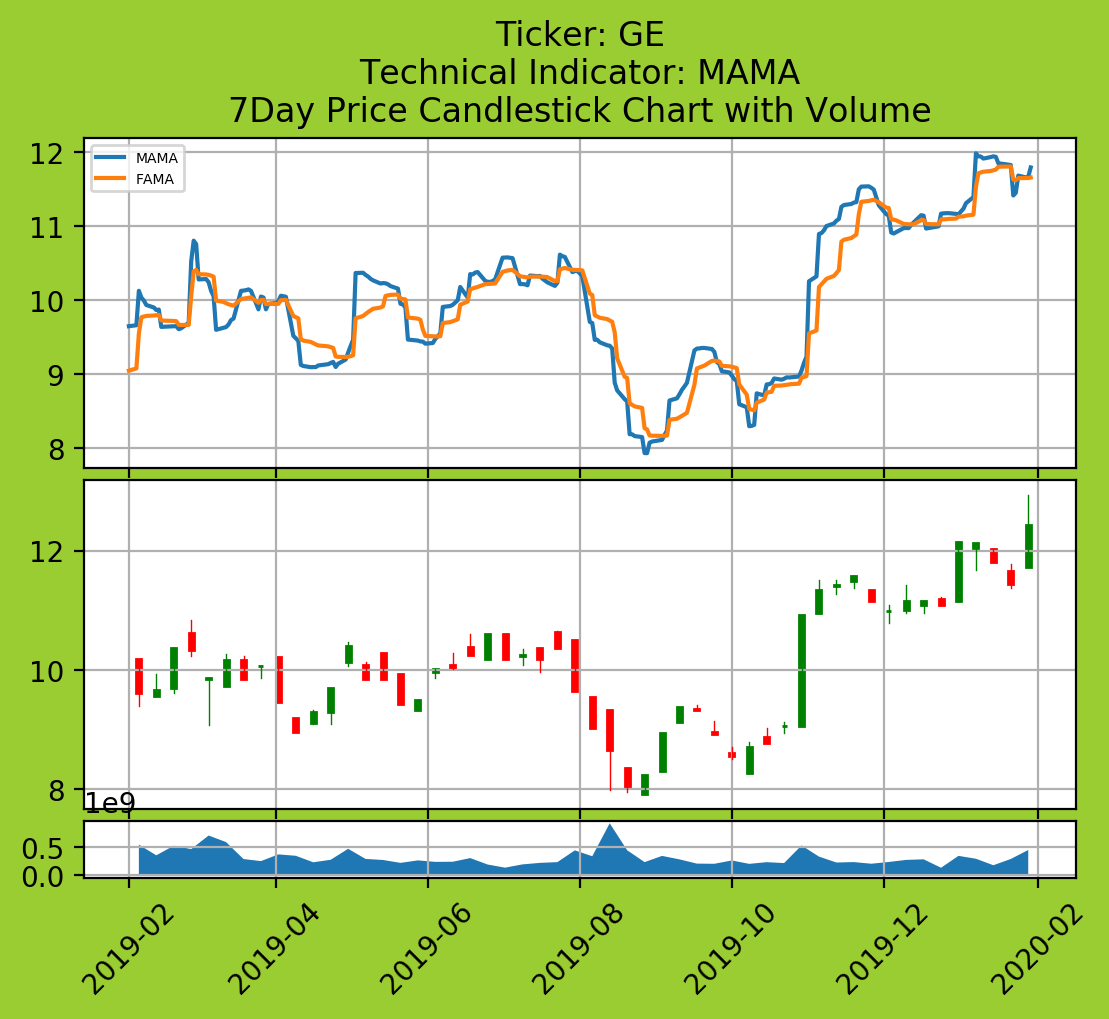 Ticker: GE
Technical Indicator: MAMA
7Day Price Candlestick Chart with Volume
12
11
10
9
8
MAMA
FAMA
12
10
8
1e9
0.5
0.0
2019-02
2019-04
2019-06
2019-08
2019-10
2019-12
2020-02